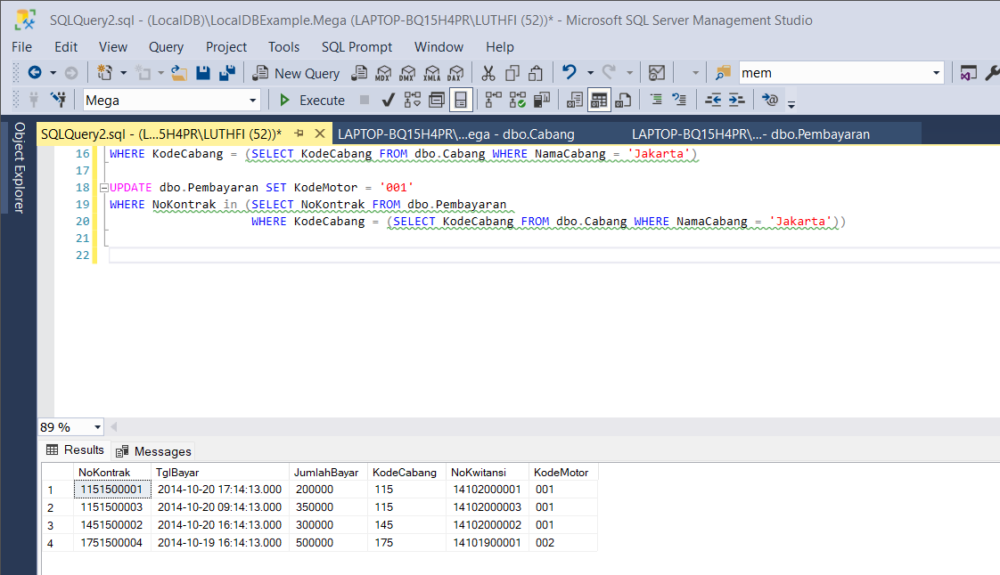 SQLQuery2.sql - (LocalDB)\LocalDBExample.Mega (LAPTOP-BQ15H4PR\LUTHFI (52))* - Microsoft SQL Server Management Studio
File Edit View Query Project Tools SQL Prompt Window Help
New Query MDX DMX XMLA DAX mem
Mega Execute
Object Explorer
SQLQuery2.sql - (L...5H4PR\LUTHFI (52))* LAPTOP-BQ15H4PR\...ega - dbo.Cabang LAPTOP-BQ15H4PR\...- dbo.Pembayaran
16 WHERE KodeCabang = (SELECT KodeCabang FROM dbo.Cabang WHERE NamaCabang = 'Jakarta')
17
18 UPDATE dbo.Pembayaran SET KodeMotor = '001'
19 WHERE NoKontrak in (SELECT NoKontrak FROM dbo.Pembayaran
20 WHERE KodeCabang = (SELECT KodeCabang FROM dbo.Cabang WHERE NamaCabang = 'Jakarta'))
21
22
89 %
Results Messages
NoKontrak TglBayar JumlahBayar KodeCabang NoKwitansi KodeMotor
1 1151500001 2014-10-20 17:14:13.000 200000 115 14102000001 001
2 1151500003 2014-10-20 09:14:13.000 350000 115 14102000003 001
3 1451500002 2014-10-20 16:14:13.000 300000 145 14102000002 001
4 1751500004 2014-10-19 16:14:13.000 500000 175 14101900001 002